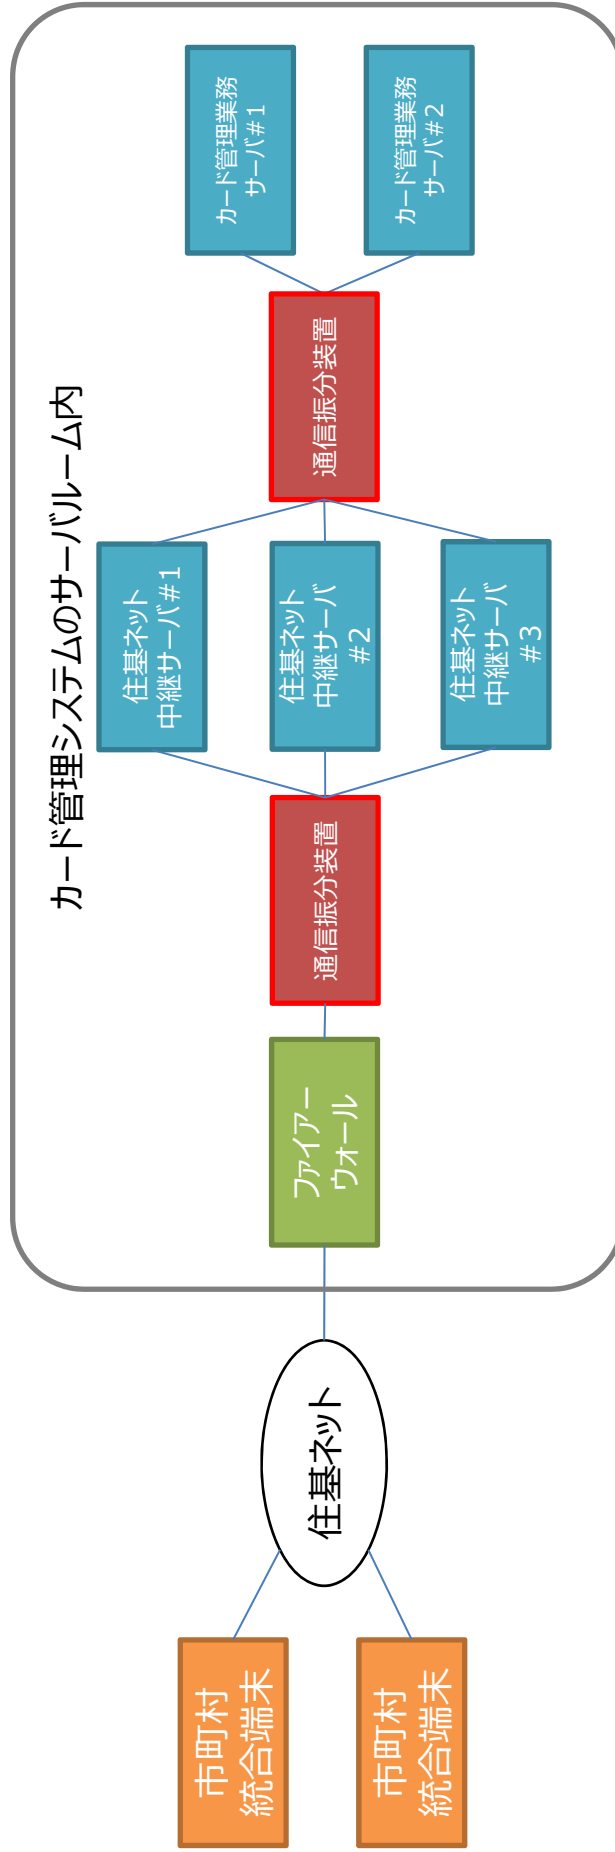 カード管理システムのサーバルーム内
市町村
統合端末
市町村
統合端末
住基ネット
ファイアー
ウォール
通信振分装置
住基ネット
中継サーバ#1
住基ネット
中継サーバ
#2
住基ネット
中継サーバ
#3
通信振分装置
カード管理業務
サーバ#1
カード管理業務
サーバ#2